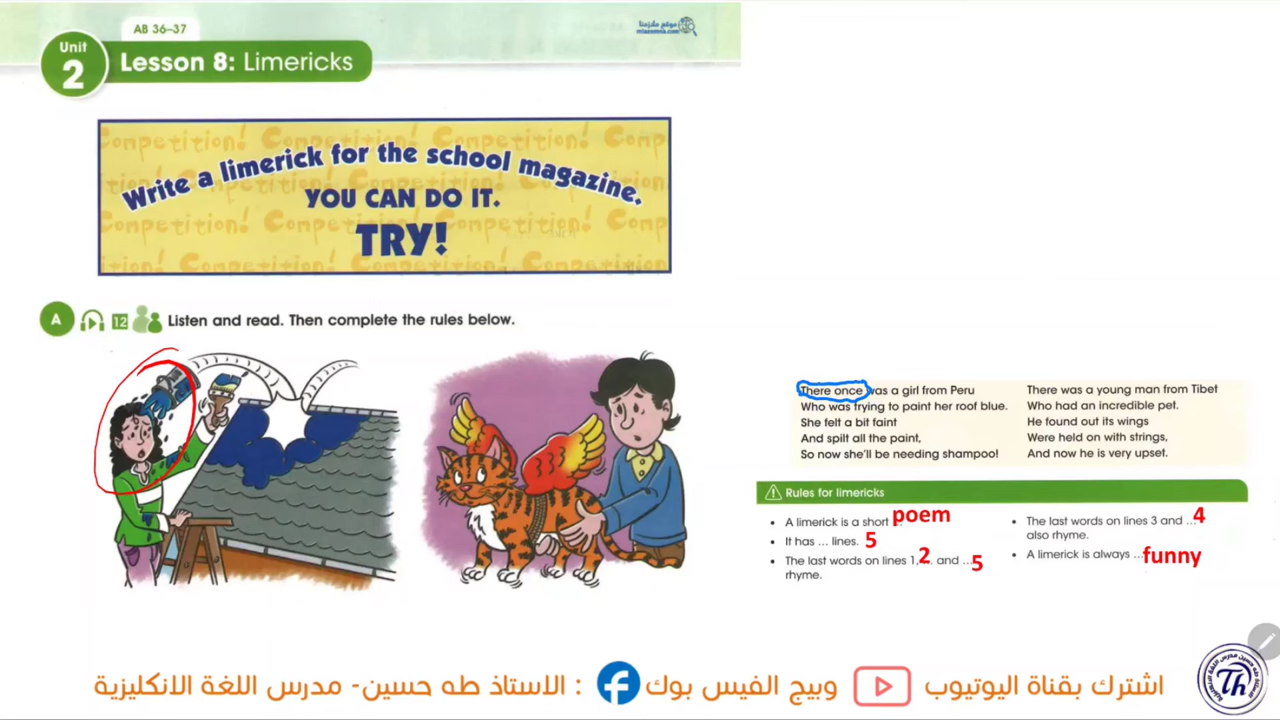 AB 36–37
موقع ملازمنا
mlazemna.com
Unit
2
Lesson 8: Limericks
Write a limerick for the school magazine.
YOU CAN DO IT.
TRY!
A
12
Listen and read. Then complete the rules below.
There once was a girl from Peru
Who was trying to paint her roof blue.
She felt a bit faint
And spilt all the paint,
So now she'll be needing shampoo!
There was a young man from Tibet
Who had an incredible pet.
He found out its wings
Were held on with strings,
And now he is very upset.
Rules for limericks
• A limerick is a short poem
• It has ... lines. 5
• The last words on lines 1, 2 and ... 5
rhyme.
• The last words on lines 3 and ... 4
also rhyme.
• A limerick is always ... funny
اشترك بقناة اليوتيوب وبيج الفيس بوك : الاستاذ طه حسين- مدرس اللغة الانكليزية
Th